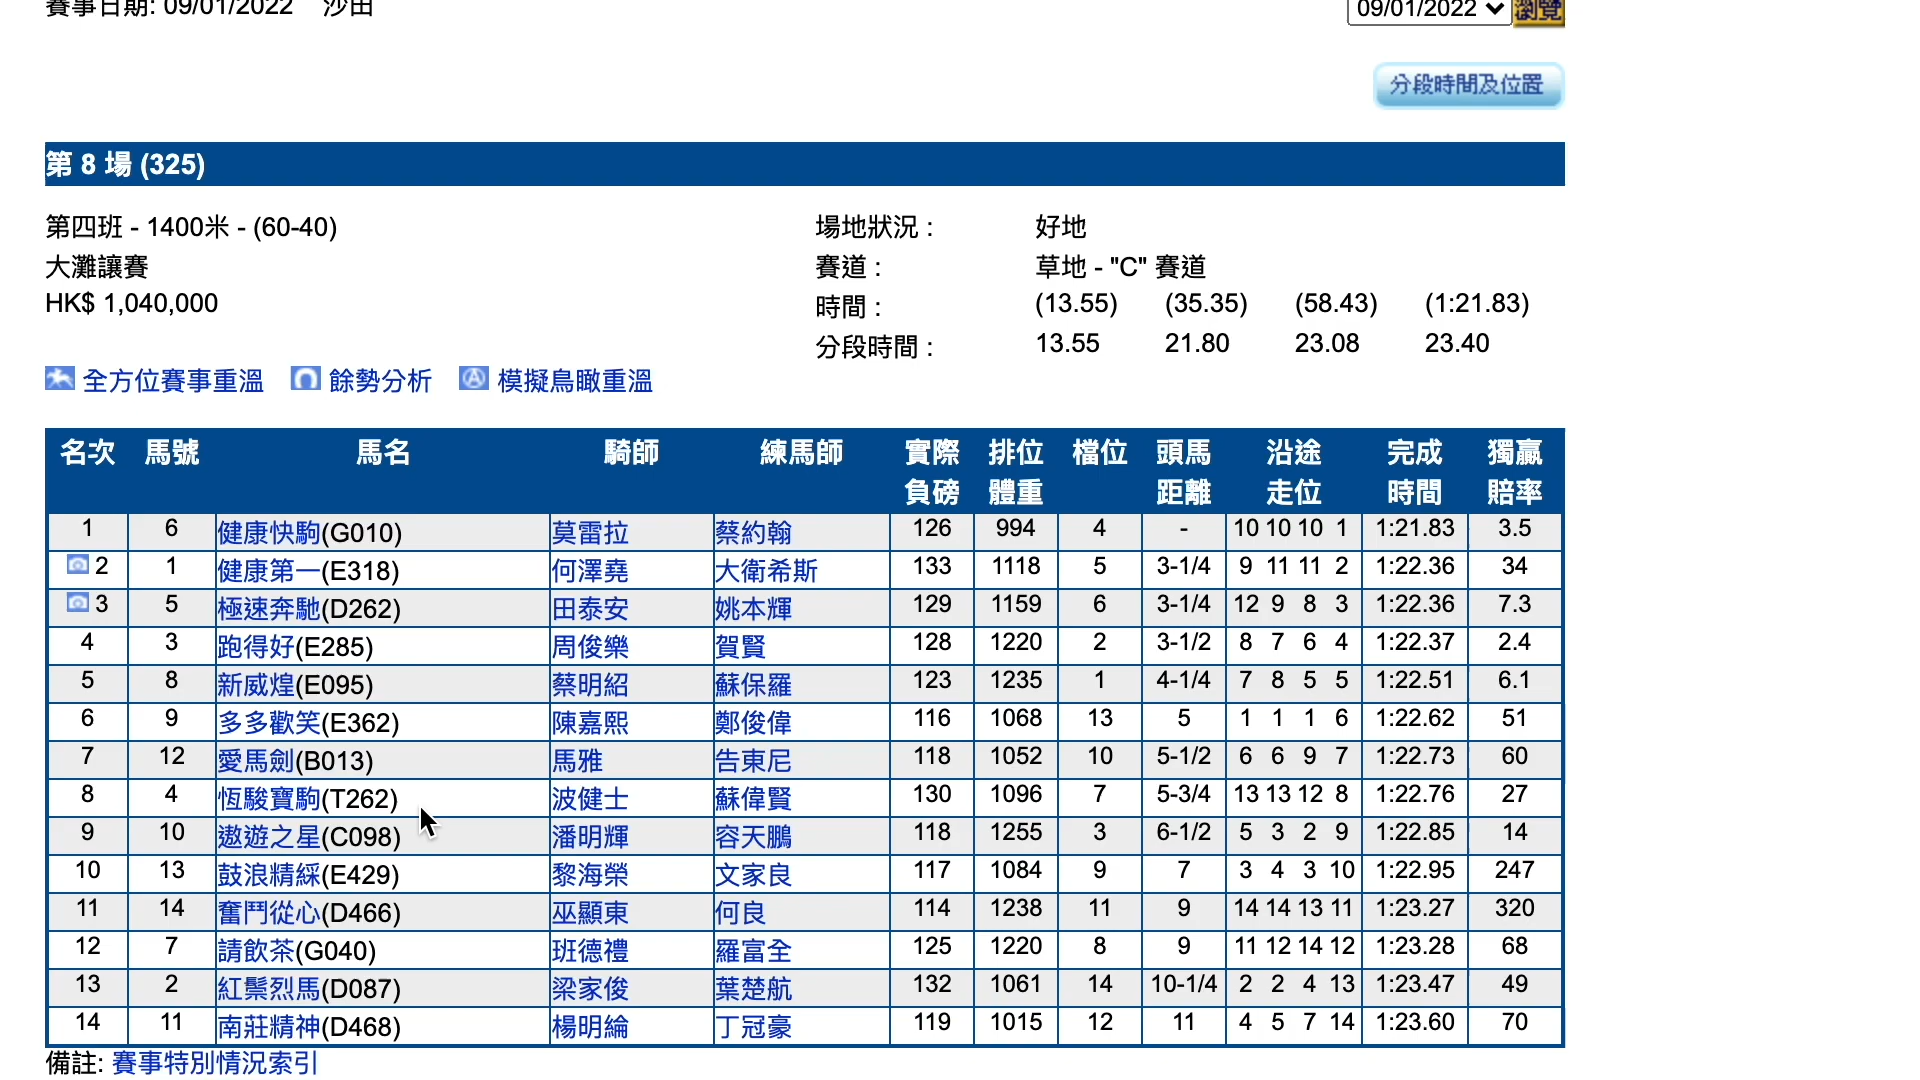 賽事日期: 09/01/2022 沙田 09/01/2022 瀏覽
分段時間及位置
第 8 場 (325)
第四班 - 1400米 - (60-40) 場地狀況 : 好地
大灘讓賽 賽道 : 草地 - "C" 賽道
HK$ 1,040,000 時間 : (13.55) (35.35) (58.43) (1:21.83)
分段時間 : 13.55 21.80 23.08 23.40
全方位賽事重溫 餘勢分析 模擬鳥瞰重溫
名次 馬號 馬名 騎師 練馬師 實際負磅 排位體重 檔位 頭馬距離 沿途走位 完成時間 獨贏賠率
1 6 健康快駒(G010) 莫雷拉 蔡約翰 126 994 4 - 10 10 10 1 1:21.83 3.5
2 1 健康第一(E318) 何澤堯 大衛希斯 133 1118 5 3-1/4 9 11 11 2 1:22.36 34
3 5 極速奔馳(D262) 田泰安 姚本輝 129 1159 6 3-1/4 12 9 8 3 1:22.36 7.3
4 3 跑得好(E285) 周俊樂 賀賢 128 1220 2 3-1/2 8 7 6 4 1:22.37 2.4
5 8 新威煌(E095) 蔡明紹 蘇保羅 123 1235 1 4-1/4 7 8 5 5 1:22.51 6.1
6 9 多多歡笑(E362) 陳嘉熙 鄭俊偉 116 1068 13 5 1 1 1 6 1:22.62 51
7 12 愛馬劍(B013) 馬雅 告東尼 118 1052 10 5-1/2 6 6 9 7 1:22.73 60
8 4 恆駿寶駒(T262) 波健士 蘇偉賢 130 1096 7 5-3/4 13 13 12 8 1:22.76 27
9 10 遨遊之星(C098) 潘明輝 容天鵬 118 1255 3 6-1/2 5 3 2 9 1:22.85 14
10 13 鼓浪精綵(E429) 黎海榮 文家良 117 1084 9 7 3 4 3 10 1:22.95 247
11 14 奮鬥從心(D466) 巫顯東 何良 114 1238 11 9 14 14 13 11 1:23.27 320
12 7 請飲茶(G040) 班德禮 羅富全 125 1220 8 9 11 12 14 12 1:23.28 68
13 2 紅鬃烈馬(D087) 梁家俊 葉楚航 132 1061 14 10-1/4 2 2 4 13 1:23.47 49
14 11 南莊精神(D468) 楊明綸 丁冠豪 119 1015 12 11 4 5 7 14 1:23.60 70
備註: 賽事特別情況索引